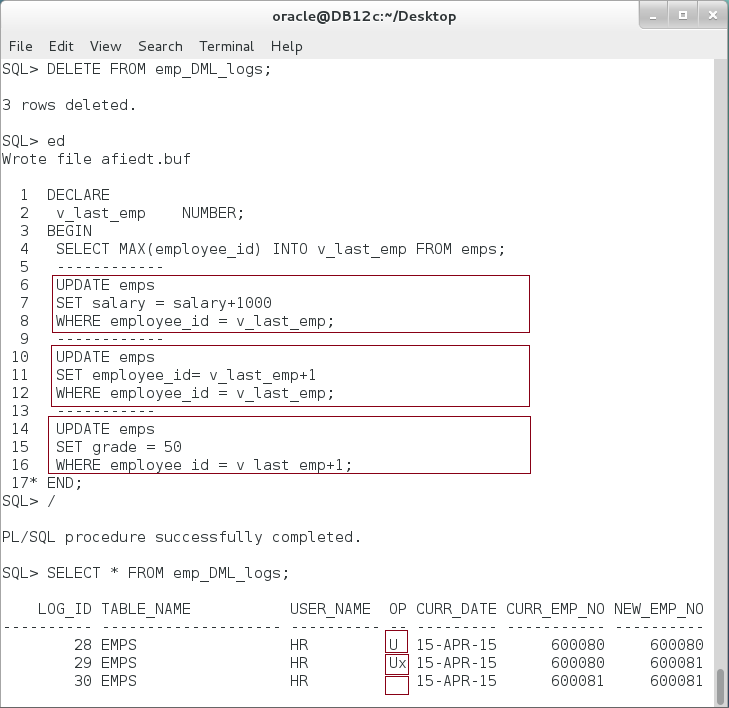 oracle@DB12c:~/Desktop
File Edit View Search Terminal Help
SQL> DELETE FROM emp_DML_logs;
3 rows deleted.
SQL> ed
Wrote file afiedt.buf
1 DECLARE
2 v_last_emp NUMBER;
3 BEGIN
4 SELECT MAX(employee_id) INTO v_last_emp FROM emps;
5 ------------
6 UPDATE emps
7 SET salary = salary+1000
8 WHERE employee_id = v_last_emp;
9 ------------
10 UPDATE emps
11 SET employee_id= v_last_emp+1
12 WHERE employee_id = v_last_emp;
13 -----------
14 UPDATE emps
15 SET grade = 50
16 WHERE employee_id = v_last_emp+1;
17* END;
SQL> /
PL/SQL procedure successfully completed.
SQL> SELECT * FROM emp_DML_logs;
LOG_ID TABLE_NAME USER_NAME OP CURR_DATE CURR_EMP_NO NEW_EMP_NO
---------- -------------------- ---------- -- --------- ----------- ----------
28 EMPS HR U 15-APR-15 600080 600080
29 EMPS HR Ux 15-APR-15 600080 600081
30 EMPS HR 15-APR-15 600081 600081